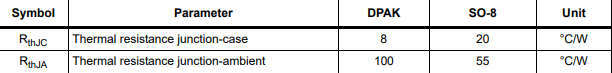 Symbol Parameter DPAK SO-8 Unit
RthJC Thermal resistance junction-case 8 20 °C/W
RthJA Thermal resistance junction-ambient 100 55 °C/W